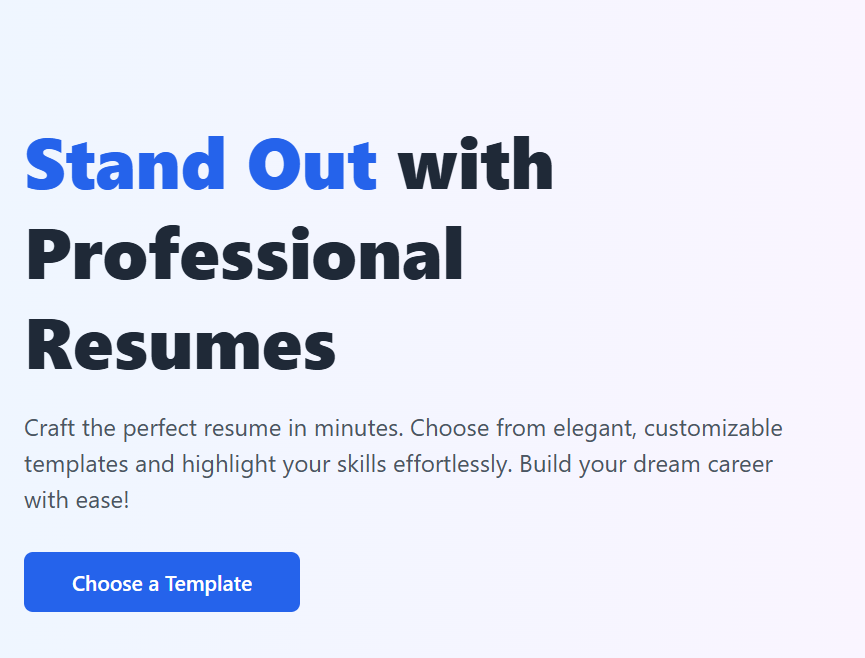 Stand Out with
Professional
Resumes
Craft the perfect resume in minutes. Choose from elegant, customizable
templates and highlight your skills effortlessly. Build your dream career
with ease!
Choose a Template